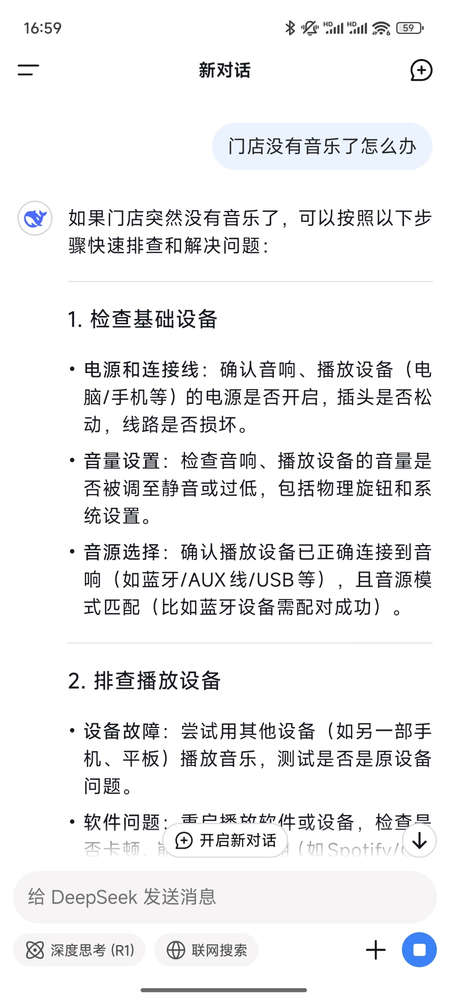 16:59
HD HD 6 59
新对话
门店没有音乐了怎么办
如果门店突然没有音乐了，可以按照以下步
骤快速排查和解决问题：
1. 检查基础设备
• 电源和连接线：确认音响、播放设备（电
脑/手机等）的电源是否开启，插头是否松
动，线路是否损坏。
• 音量设置：检查音响、播放设备的音量是
否被调至静音或过低，包括物理旋钮和系
统设置。
• 音源选择：确认播放设备已正确连接到音
响（如蓝牙/AUX线/USB等），且音源模
式匹配（比如蓝牙设备需配对成功）。
2. 排查播放设备
• 设备故障：尝试用其他设备（如另一部手
机、平板）播放音乐，测试是否是原设备
问题。
• 软件问题：重启播放软件或设备，检查是
否卡顿、
（如Spotify/
开启新对话
给 DeepSeek 发送消息
深度思考 (R1) 联网搜索